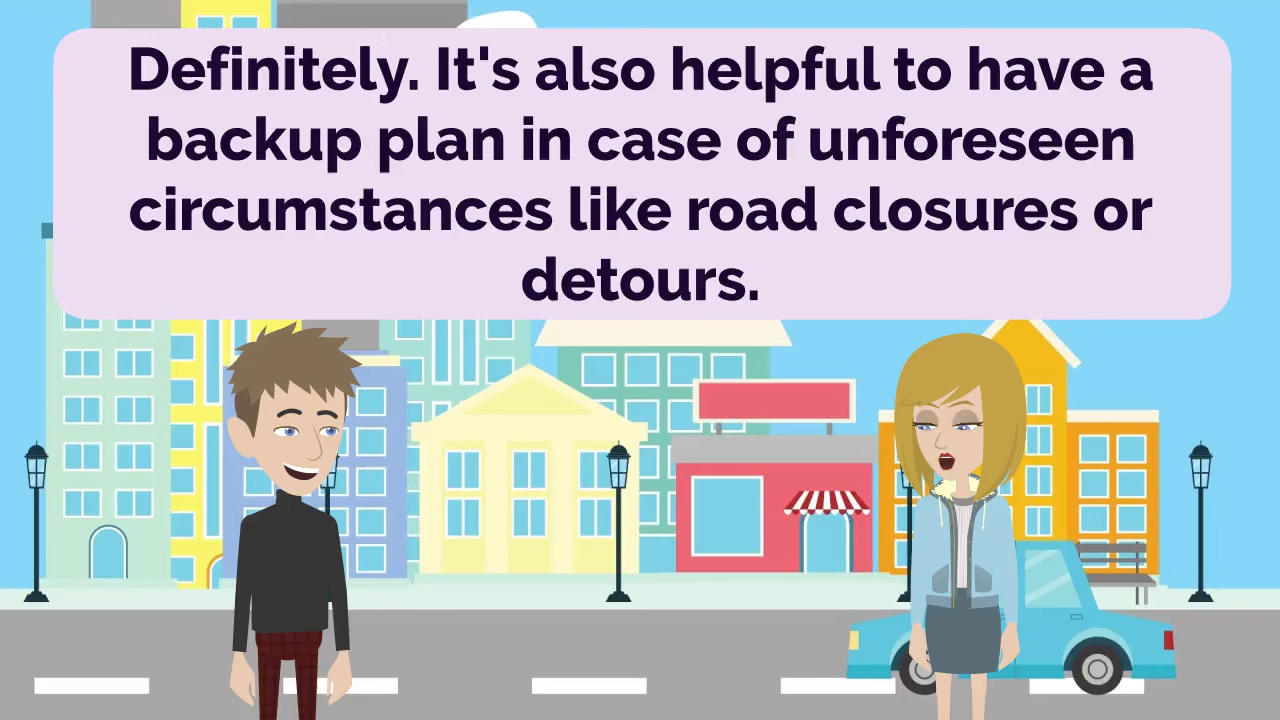 Definitely. It's also helpful to have a
backup plan in case of unforeseen
circumstances like road closures or
detours.